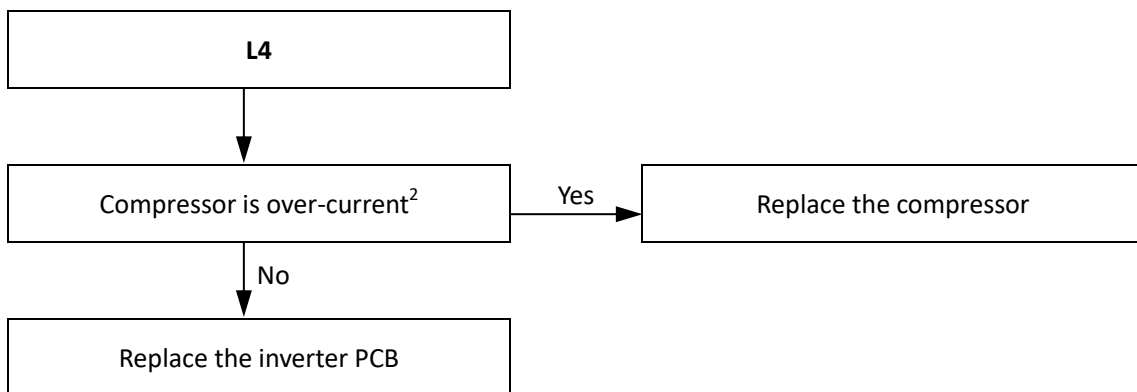 L4
Compressor is over-current²
Yes
Replace the compressor
No
Replace the inverter PCB